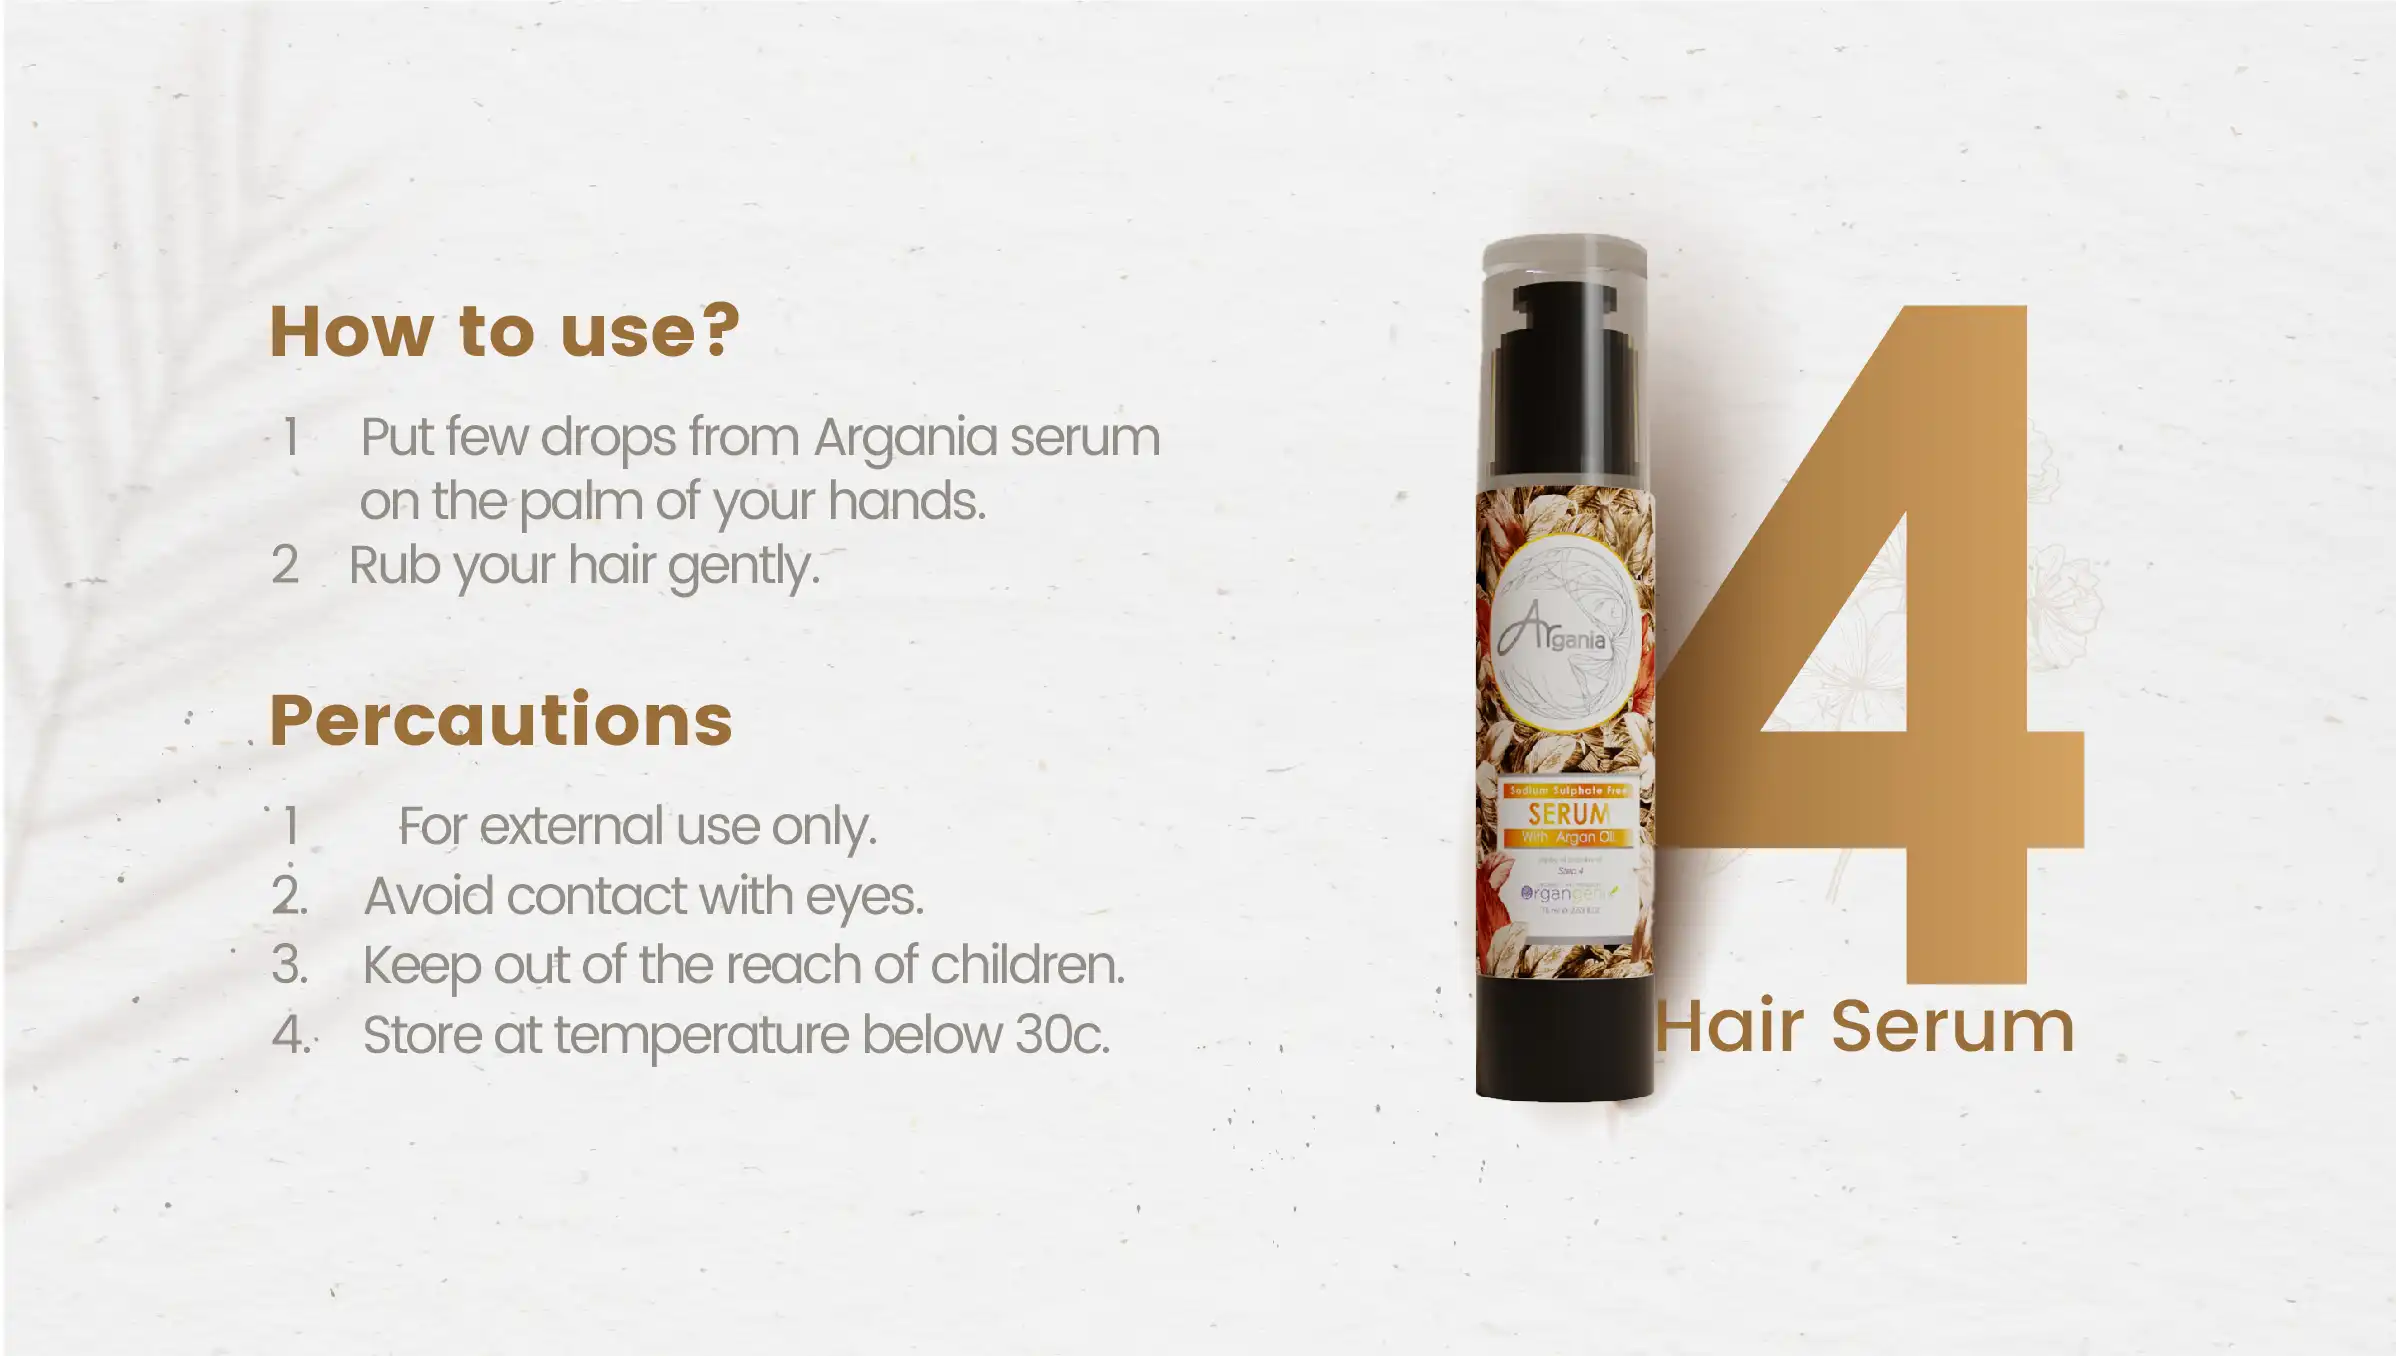 How to use?
1 Put few drops from Argania serum
on the palm of your hands.
2 Rub your hair gently.
Percautions
1 For external use only.
2. Avoid contact with eyes.
3. Keep out of the reach of children.
4. Store at temperature below 30c.
Argania
Sodium Sulphate Free
SERUM
With Argan Oil
Step 4
4
Hair Serum